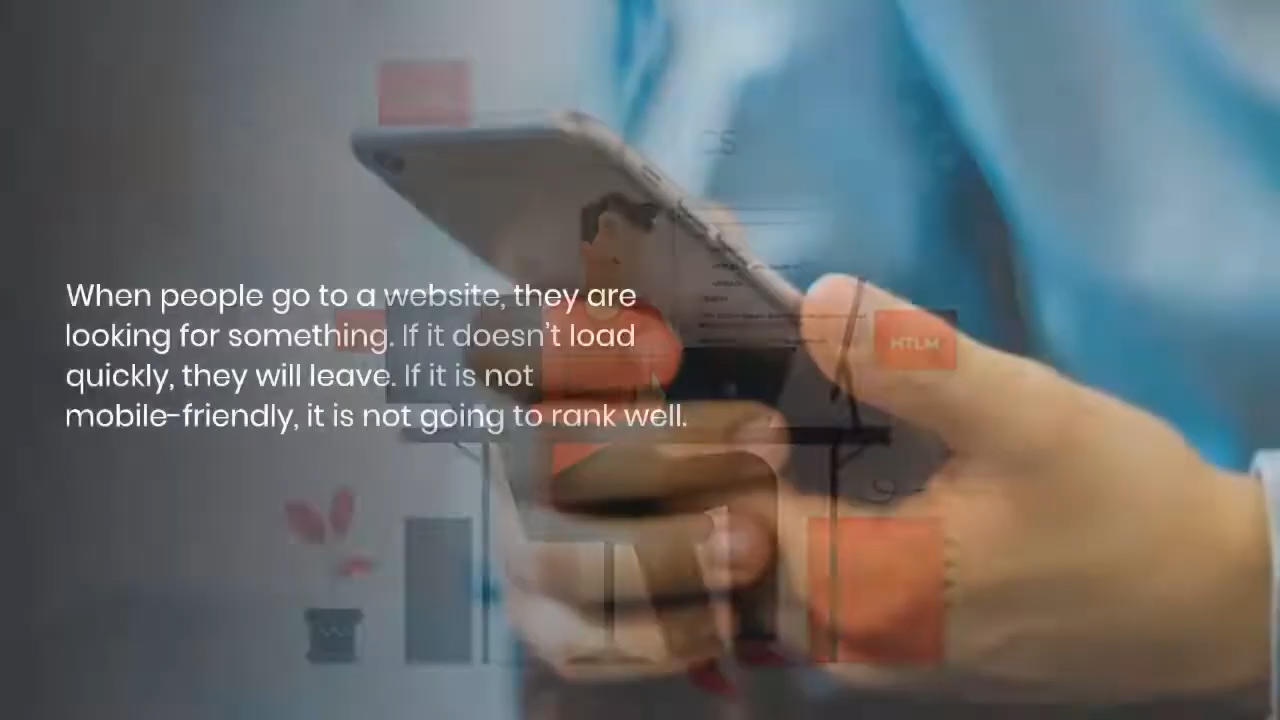 CS
When people go to a website, they are
looking for something. If it doesn't load
quickly, they will leave. If it is not
mobile-friendly, it is not going to rank well.
HTLM